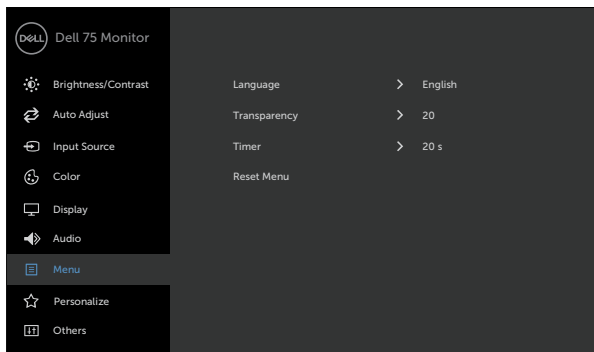 DELL Dell 75 Monitor
Brightness/Contrast
Auto Adjust
Input Source
Color
Display
Audio
Menu
Personalize
Others
Language English
Transparency 20
Timer 20 s
Reset Menu